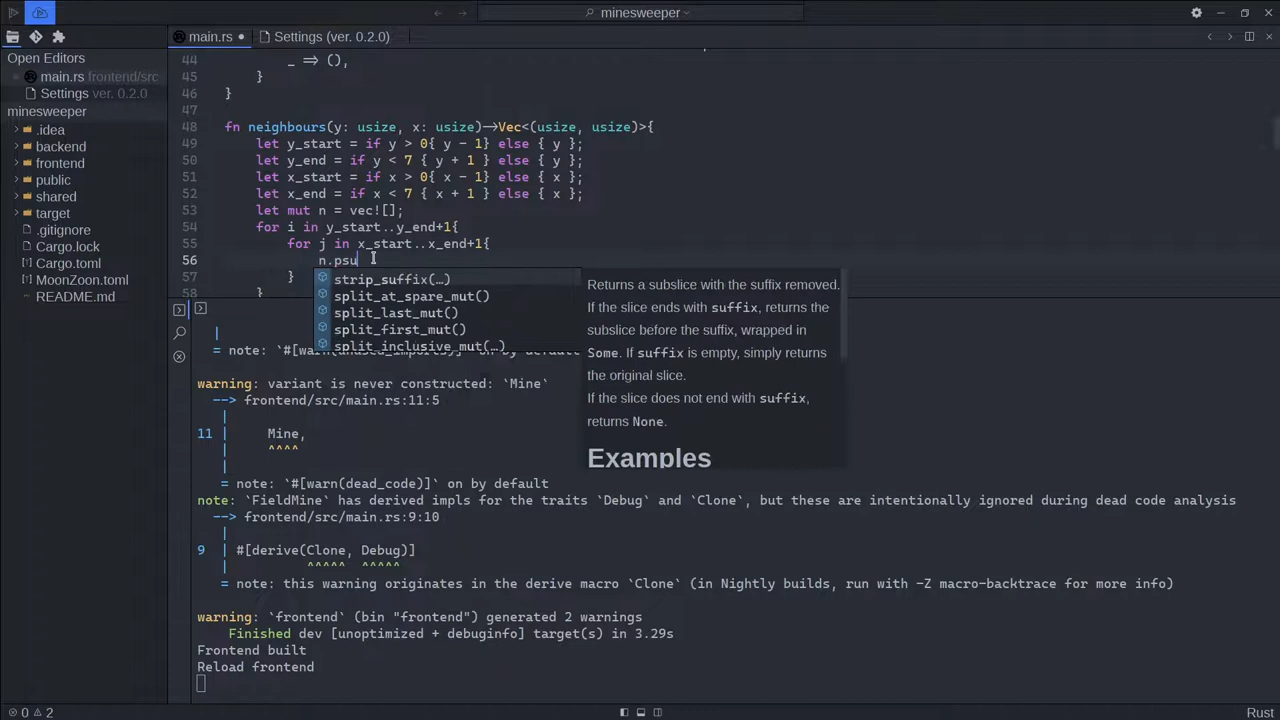 minesweeper
main.rs
Settings (ver. 0.2.0)
Open Editors
main.rs frontend/src
Settings ver. 0.2.0
minesweeper
.idea
backend
frontend
public
shared
target
.gitignore
Cargo.lock
Cargo.toml
MoonZoon.toml
README.md
44 _ => (),
45 }
46 }
47
48 fn neighbours(y: usize, x: usize)->Vec<(usize, usize)>{
49 let y_start = if y > 0{ y - 1} else { y };
50 let y_end = if y < 7 { y + 1 } else { y };
51 let x_start = if x > 0{ x - 1} else { x };
52 let x_end = if x < 7 { x + 1 } else { x };
53 let mut n = vec![];
54 for i in y_start..y_end+1{
55 for j in x_start..x_end+1{
56 n.psu
57 }
58 }
strip_suffix(…)
split_at_spare_mut()
split_last_mut()
split_first_mut()
split_inclusive_mut(…)
Returns a subslice with the suffix removed.
If the slice ends with suffix, returns the
subslice before the suffix, wrapped in
Some. If suffix is empty, simply returns
the original slice.
If the slice does not end with suffix,
returns None.
Examples
|
= note: `#[warn(unused_imports)]` on by default
warning: variant is never constructed: `Mine`
--> frontend/src/main.rs:11:5
|
11 | Mine,
| ^^^^
|
= note: `#[warn(dead_code)]` on by default
note: `FieldMine` has derived impls for the traits `Debug` and `Clone`, but these are intentionally ignored during dead code analysis
--> frontend/src/main.rs:9:10
|
9 | #[derive(Clone, Debug)]
| ^^^^^ ^^^^^
= note: this warning originates in the derive macro `Clone` (in Nightly builds, run with -Z macro-backtrace for more info)
warning: `frontend` (bin "frontend") generated 2 warnings
Finished dev [unoptimized + debuginfo] target(s) in 3.29s
Frontend built
Reload frontend
0 2
Rust